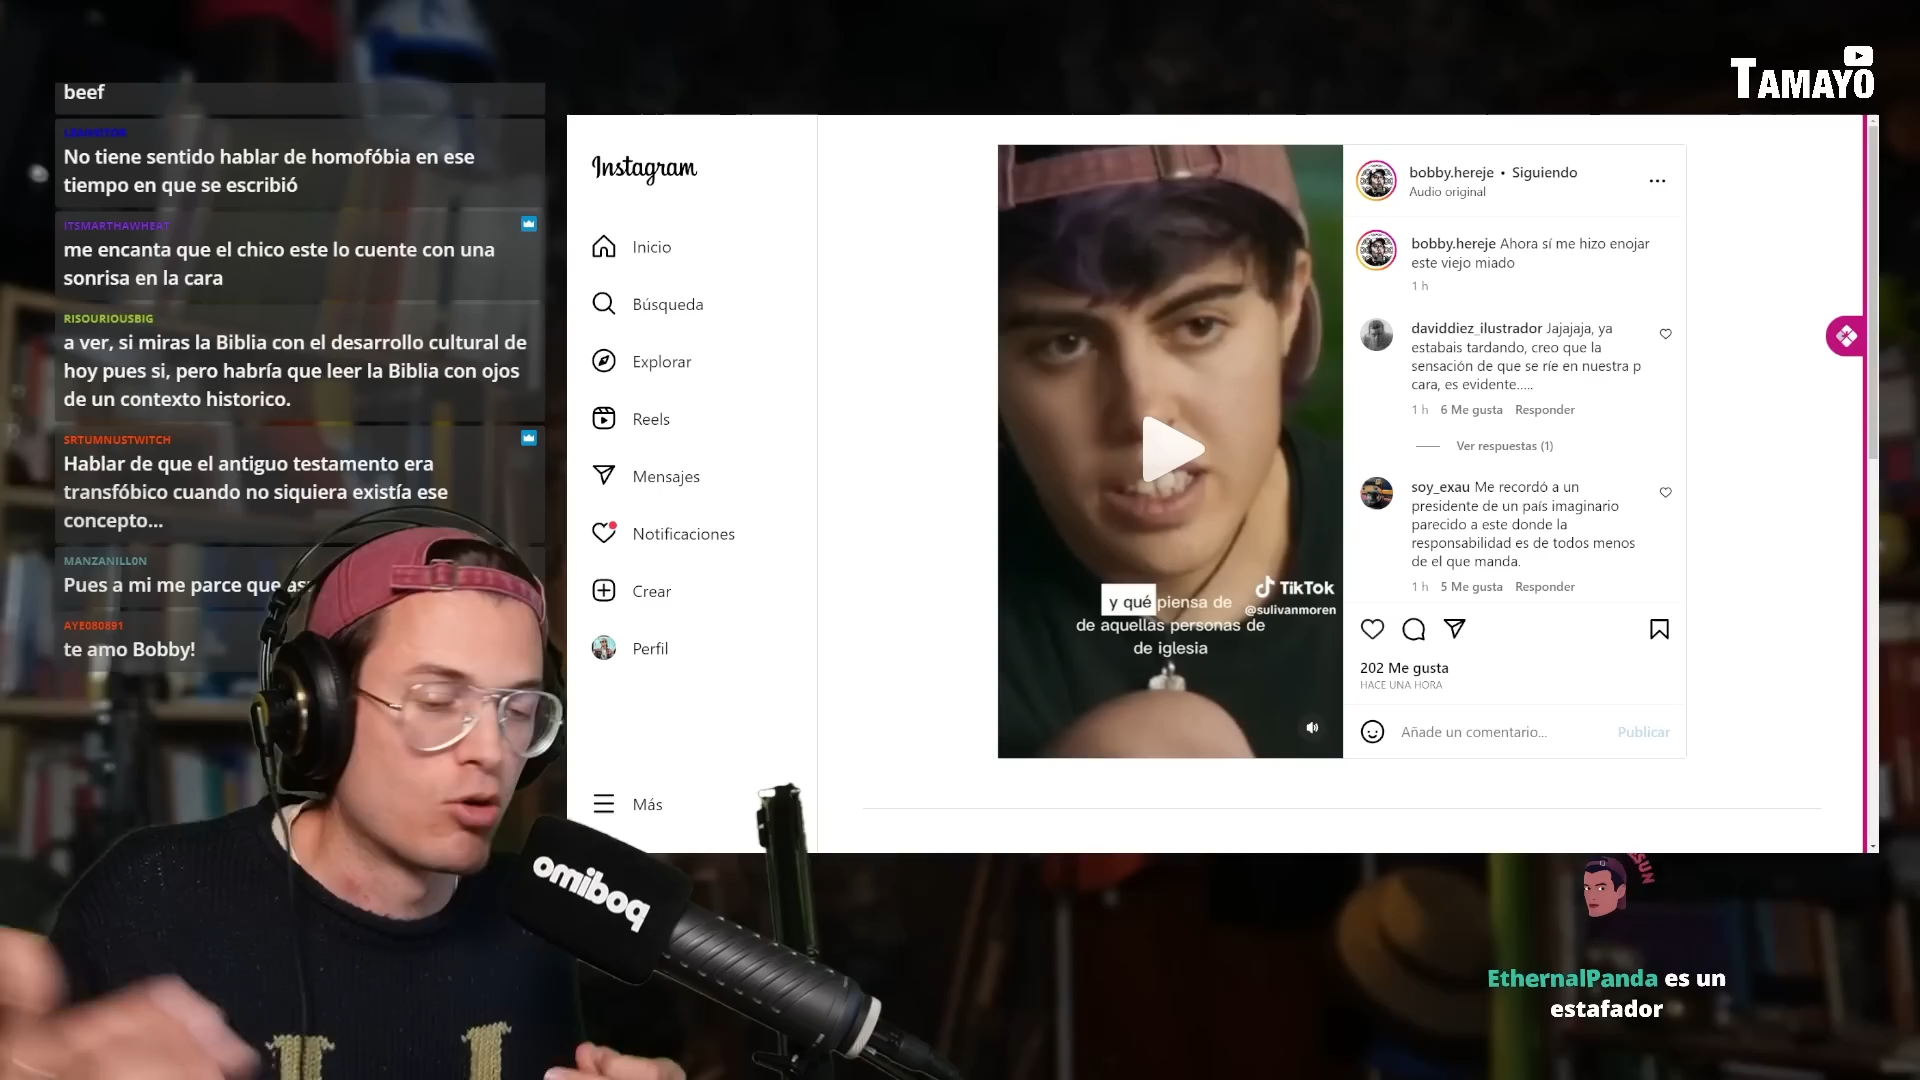 TAMAYO
beef
No tiene sentido hablar de homofóbia en ese
tiempo en que se escribió
ITSMARTHAWHEAT
me encanta que el chico este lo cuente con una
sonrisa en la cara
RISOURIOUSBIG
a ver, si miras la Biblia con el desarrollo cultural de
hoy pues si, pero habría que leer la Biblia con ojos
de un contexto historico.
SRTUMNUSTWITCH
Hablar de que el antiguo testamento era
transfóbico cuando no siquiera existía ese
concepto...
MANZANILL0N
Pues a mi me parce que
AYE080891
te amo Bobby!
Instagram
Inicio
Búsqueda
Explorar
Reels
Mensajes
Notificaciones
Crear
Perfil
Más
y qué piensa de
de aquellas personas de
de iglesia
TikTok
@sulivanmoren
bobby.hereje • Siguiendo
Audio original
bobby.hereje Ahora sí me hizo enojar
este viejo miado
1 h
daviddiez_ilustrador Jajajaja, ya
estabais tardando, creo que la
sensación de que se ríe en nuestra p
cara, es evidente.....
1 h 6 Me gusta Responder
Ver respuestas (1)
soy_exau Me recordó a un
presidente de un país imaginario
parecido a este donde la
responsabilidad es de todos menos
de el que manda.
1 h 5 Me gusta Responder
202 Me gusta
HACE UNA HORA
Añade un comentario...
Publicar
omiboq
EthernalPanda es un
estafador